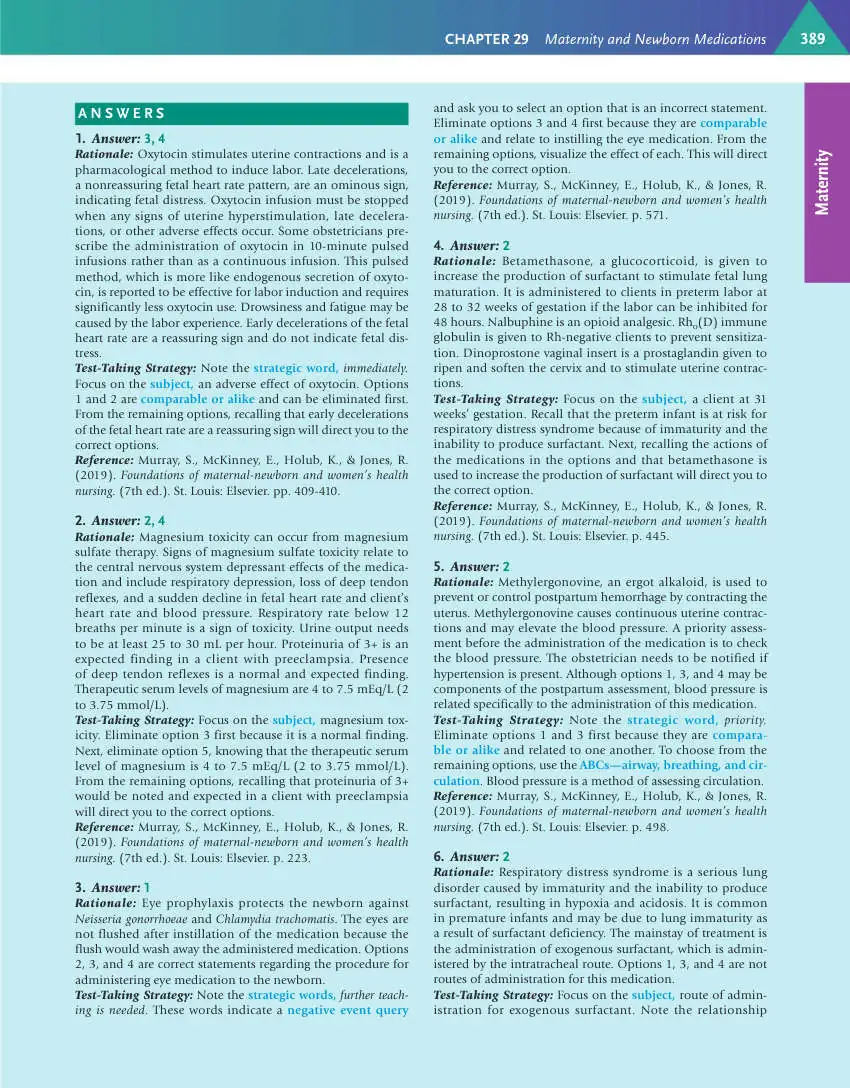 CHAPTER 29 Maternity and Newborn Medications 389
Maternity
ANSWERS
1. Answer: 3, 4
Rationale: Oxytocin stimulates uterine contractions and is a
pharmacological method to induce labor. Late decelerations,
a nonreassuring fetal heart rate pattern, are an ominous sign,
indicating fetal distress. Oxytocin infusion must be stopped
when any signs of uterine hyperstimulation, late decelera-
tions, or other adverse effects occur. Some obstetricians pre-
scribe the administration of oxytocin in 10-minute pulsed
infusions rather than as a continuous infusion. This pulsed
method, which is more like endogenous secretion of oxyto-
cin, is reported to be effective for labor induction and requires
significantly less oxytocin use. Drowsiness and fatigue may be
caused by the labor experience. Early decelerations of the fetal
heart rate are a reassuring sign and do not indicate fetal dis-
tress.
Test-Taking Strategy: Note the strategic word, immediately.
Focus on the subject, an adverse effect of oxytocin. Options
1 and 2 are comparable or alike and can be eliminated first.
From the remaining options, recalling that early decelerations
of the fetal heart rate are a reassuring sign will direct you to the
correct options.
Reference: Murray, S., McKinney, E., Holub, K., & Jones, R.
(2019). Foundations of maternal-newborn and women's health
nursing. (7th ed.). St. Louis: Elsevier. pp. 409-410.
2. Answer: 2, 4
Rationale: Magnesium toxicity can occur from magnesium
sulfate therapy. Signs of magnesium sulfate toxicity relate to
the central nervous system depressant effects of the medica-
tion and include respiratory depression, loss of deep tendon
reflexes, and a sudden decline in fetal heart rate and client's
heart rate and blood pressure. Respiratory rate below 12
breaths per minute is a sign of toxicity. Urine output needs
to be at least 25 to 30 mL per hour. Proteinuria of 3+ is an
expected finding in a client with preeclampsia. Presence
of deep tendon reflexes is a normal and expected finding.
Therapeutic serum levels of magnesium are 4 to 7.5 mEq/L (2
to 3.75 mmol/L).
Test-Taking Strategy: Focus on the subject, magnesium tox-
icity. Eliminate option 3 first because it is a normal finding.
Next, eliminate option 5, knowing that the therapeutic serum
level of magnesium is 4 to 7.5 mEq/L (2 to 3.75 mmol/L).
From the remaining options, recalling that proteinuria of 3+
would be noted and expected in a client with preeclampsia
will direct you to the correct options.
Reference: Murray, S., McKinney, E., Holub, K., & Jones, R.
(2019). Foundations of maternal-newborn and women's health
nursing. (7th ed.). St. Louis: Elsevier. p. 223.
3. Answer: 1
Rationale: Eye prophylaxis protects the newborn against
Neisseria gonorrhoeae and Chlamydia trachomatis. The eyes are
not flushed after instillation of the medication because the
flush would wash away the administered medication. Options
2, 3, and 4 are correct statements regarding the procedure for
administering eye medication to the newborn.
Test-Taking Strategy: Note the strategic words, further teach-
ing is needed. These words indicate a negative event query
and ask you to select an option that is an incorrect statement.
Eliminate options 3 and 4 first because they are comparable
or alike and relate to instilling the eye medication. From the
remaining options, visualize the effect of each. This will direct
you to the correct option.
Reference: Murray, S., McKinney, E., Holub, K., & Jones, R.
(2019). Foundations of maternal-newborn and women's health
nursing. (7th ed.). St. Louis: Elsevier. p. 571.
4. Answer: 2
Rationale: Betamethasone, a glucocorticoid, is given to
increase the production of surfactant to stimulate fetal lung
maturation. It is administered to clients in preterm labor at
28 to 32 weeks of gestation if the labor can be inhibited for
48 hours. Nalbuphine is an opioid analgesic. Rho(D) immune
globulin is given to Rh-negative clients to prevent sensitiza-
tion. Dinoprostone vaginal insert is a prostaglandin given to
ripen and soften the cervix and to stimulate uterine contrac-
tions.
Test-Taking Strategy: Focus on the subject, a client at 31
weeks' gestation. Recall that the preterm infant is at risk for
respiratory distress syndrome because of immaturity and the
inability to produce surfactant. Next, recalling the actions of
the medications in the options and that betamethasone is
used to increase the production of surfactant will direct you to
the correct option.
Reference: Murray, S., McKinney, E., Holub, K., & Jones, R.
(2019). Foundations of maternal-newborn and women's health
nursing. (7th ed.). St. Louis: Elsevier. p. 445.
5. Answer: 2
Rationale: Methylergonovine, an ergot alkaloid, is used to
prevent or control postpartum hemorrhage by contracting the
uterus. Methylergonovine causes continuous uterine contrac-
tions and may elevate the blood pressure. A priority assess-
ment before the administration of the medication is to check
the blood pressure. The obstetrician needs to be notified if
hypertension is present. Although options 1, 3, and 4 may be
components of the postpartum assessment, blood pressure is
related specifically to the administration of this medication.
Test-Taking Strategy: Note the strategic word, priority.
Eliminate options 1 and 3 first because they are compara-
ble or alike and related to one another. To choose from the
remaining options, use the ABCs—airway, breathing, and cir-
culation. Blood pressure is a method of assessing circulation.
Reference: Murray, S., McKinney, E., Holub, K., & Jones, R.
(2019). Foundations of maternal-newborn and women's health
nursing. (7th ed.). St. Louis: Elsevier. p. 498.
6. Answer: 2
Rationale: Respiratory distress syndrome is a serious lung
disorder caused by immaturity and the inability to produce
surfactant, resulting in hypoxia and acidosis. It is common
in premature infants and may be due to lung immaturity as
a result of surfactant deficiency. The mainstay of treatment is
the administration of exogenous surfactant, which is admin-
istered by the intratracheal route. Options 1, 3, and 4 are not
routes of administration for this medication.
Test-Taking Strategy: Focus on the subject, route of admin-
istration for exogenous surfactant. Note the relationship